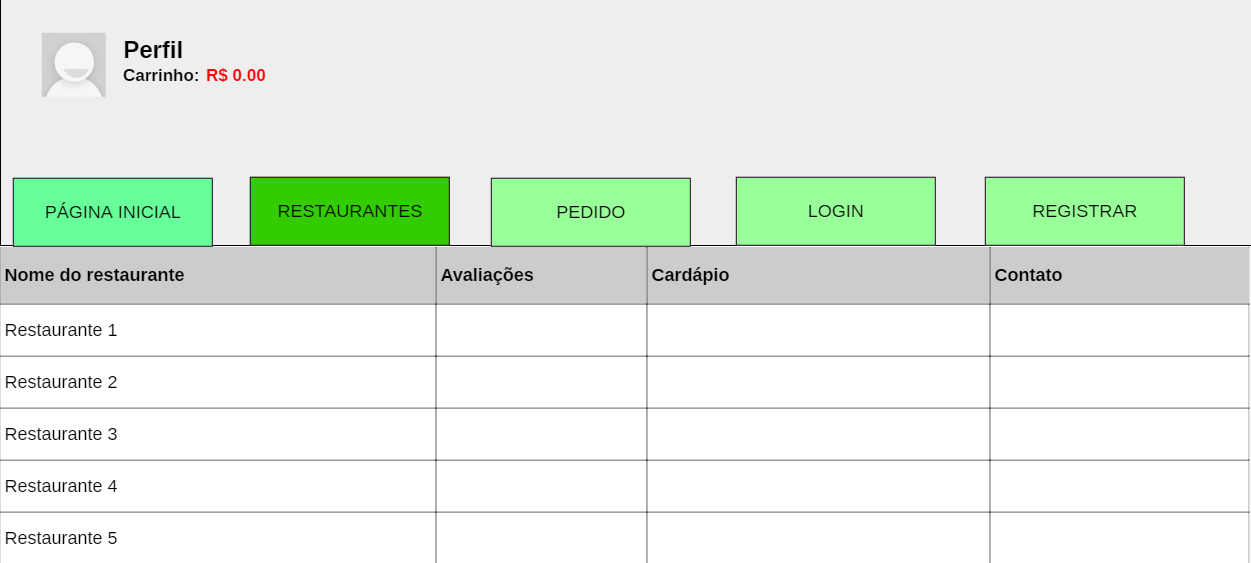 Perfil
Carrinho: R$ 0.00
PÁGINA INICIAL RESTAURANTES PEDIDO LOGIN REGISTRAR
Nome do restaurante Avaliações Cardápio Contato
Restaurante 1
Restaurante 2
Restaurante 3
Restaurante 4
Restaurante 5